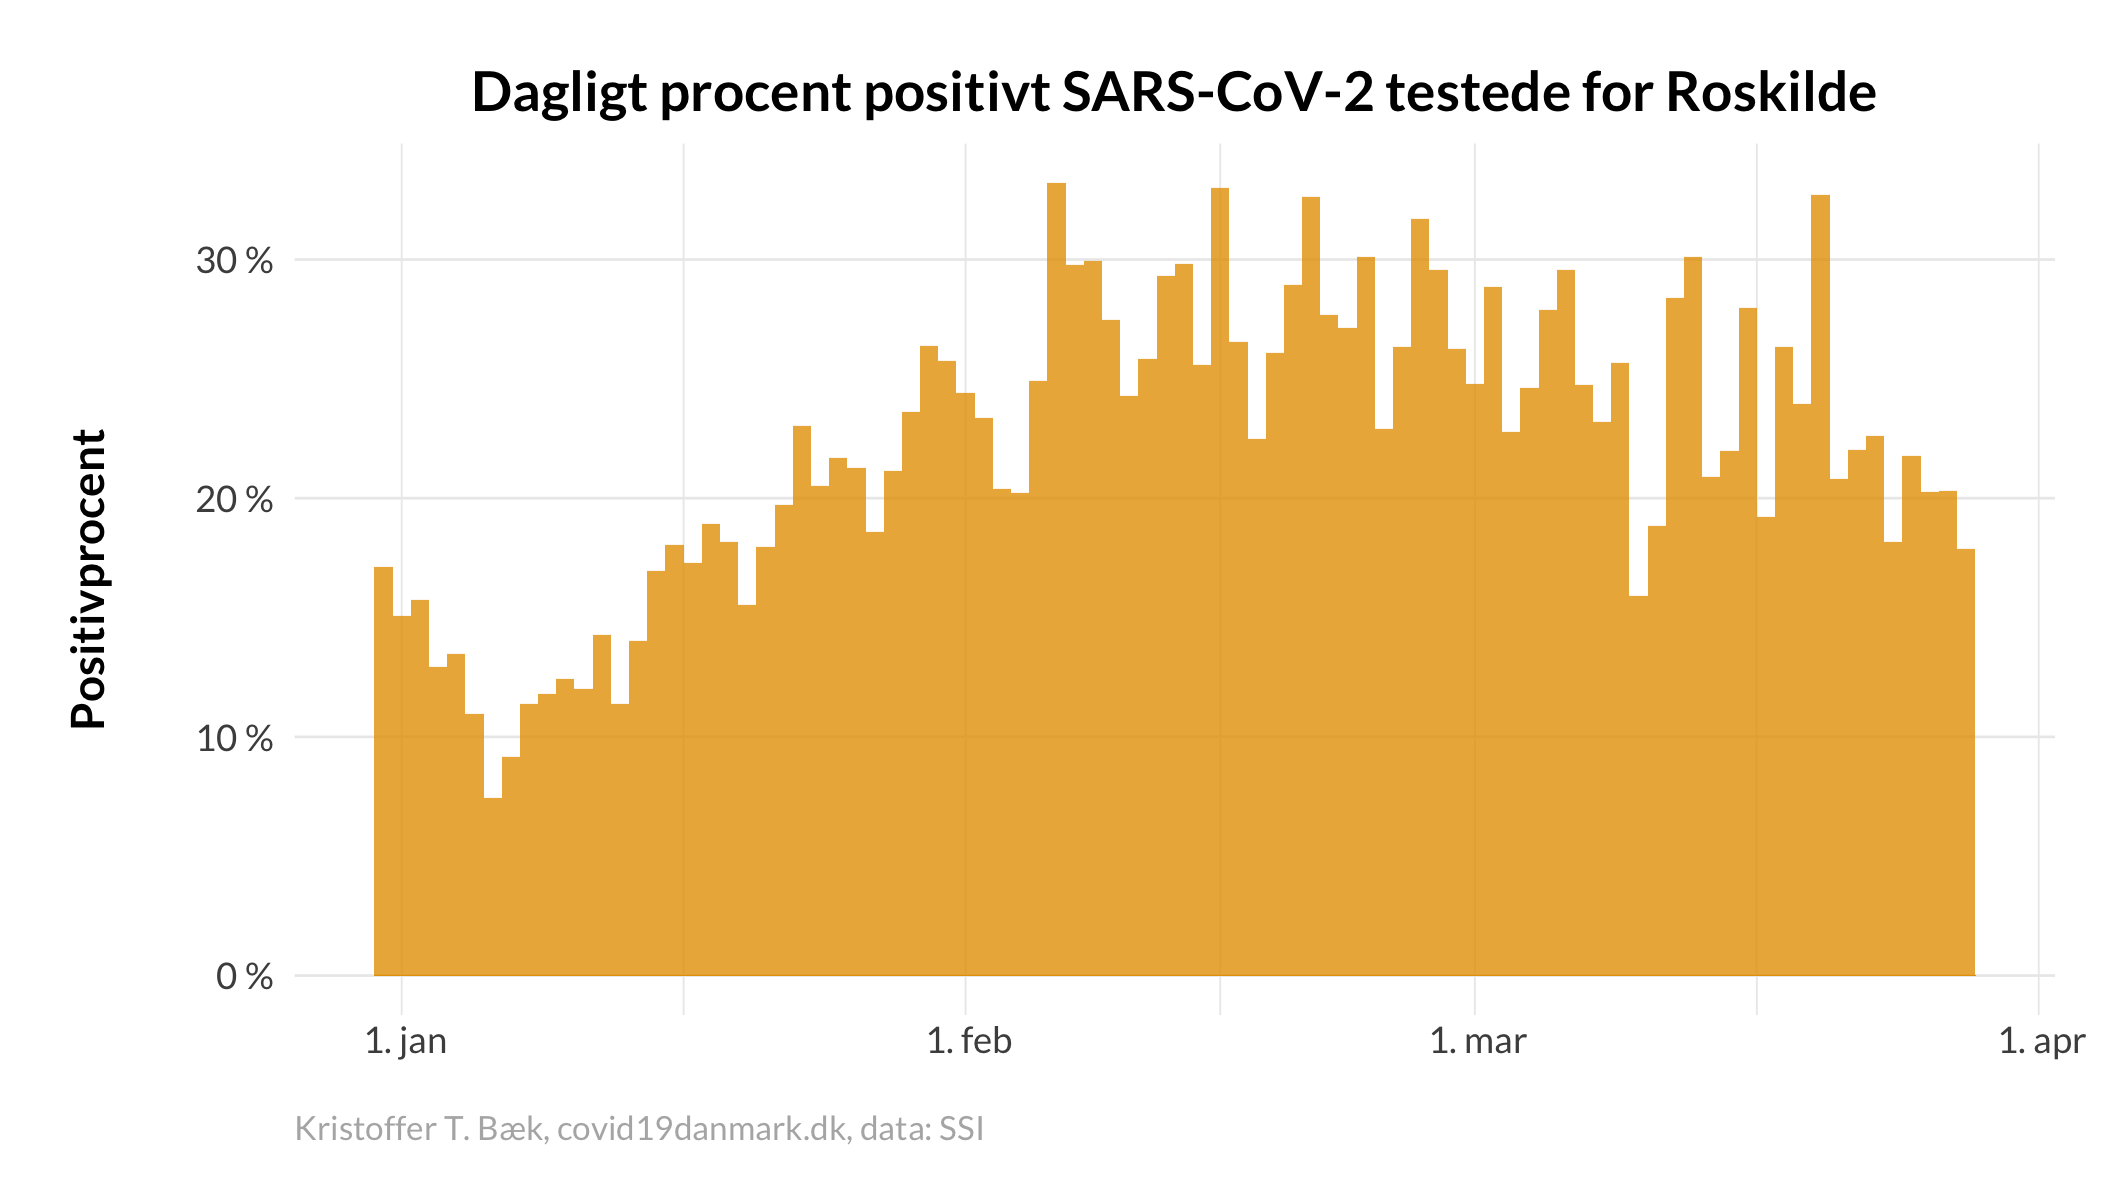 Dagligt procent positivt SARS-CoV-2 testede for Roskilde
Positivprocent
30 %
20 %
10 %
0 %
1. jan
1. feb
1. mar
1. apr
Kristoffer T. Bæk, covid19danmark.dk, data: SSI